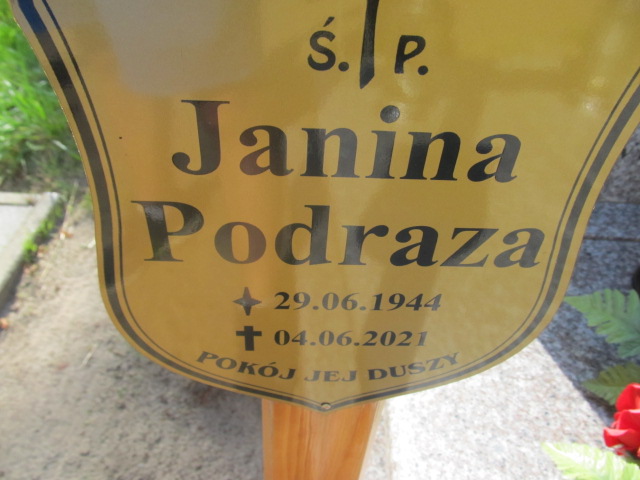 Ś. P.
Janina
Podraza
29.06.1944
04.06.2021
POKÓJ JEJ DUSZY